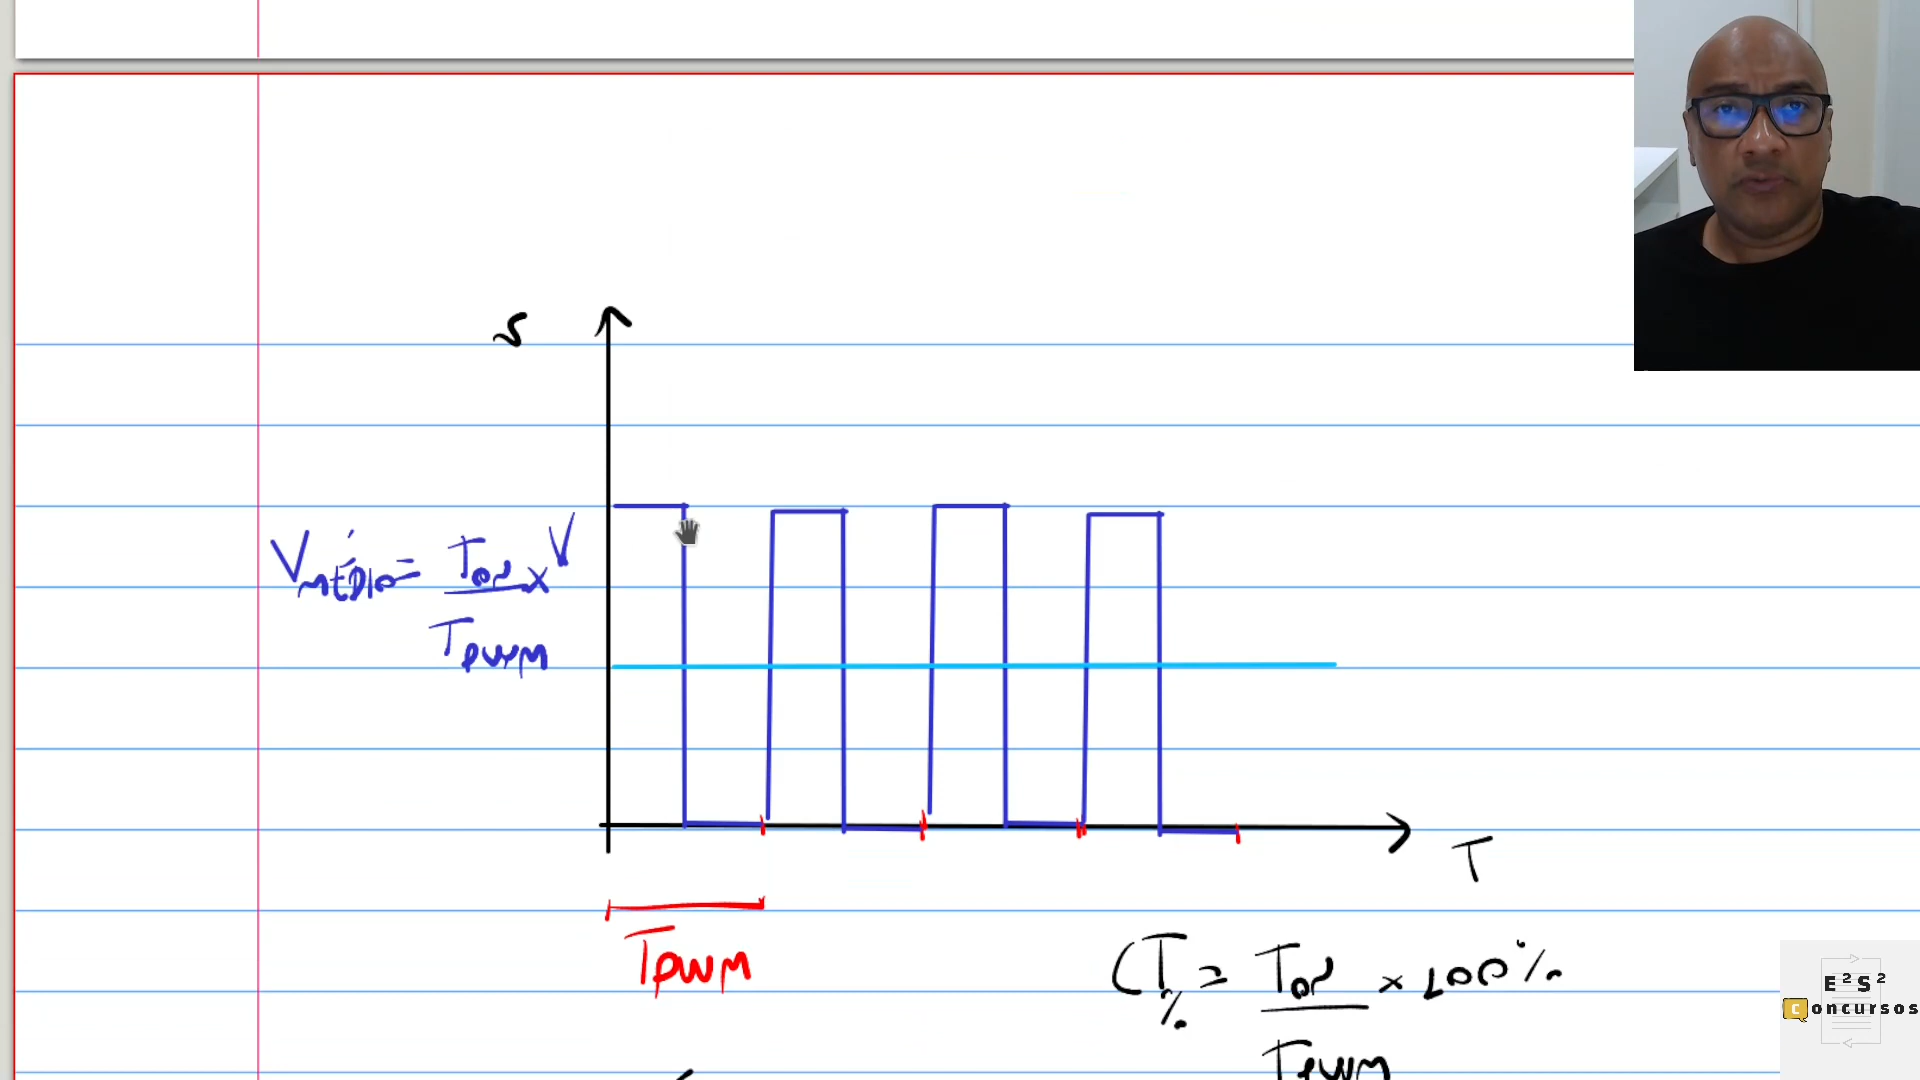 v
Vmédio = Ton x V
Tpwm
T
Tpwm
CT% = Ton x 100%
Tpwm
E²S²
Concursos